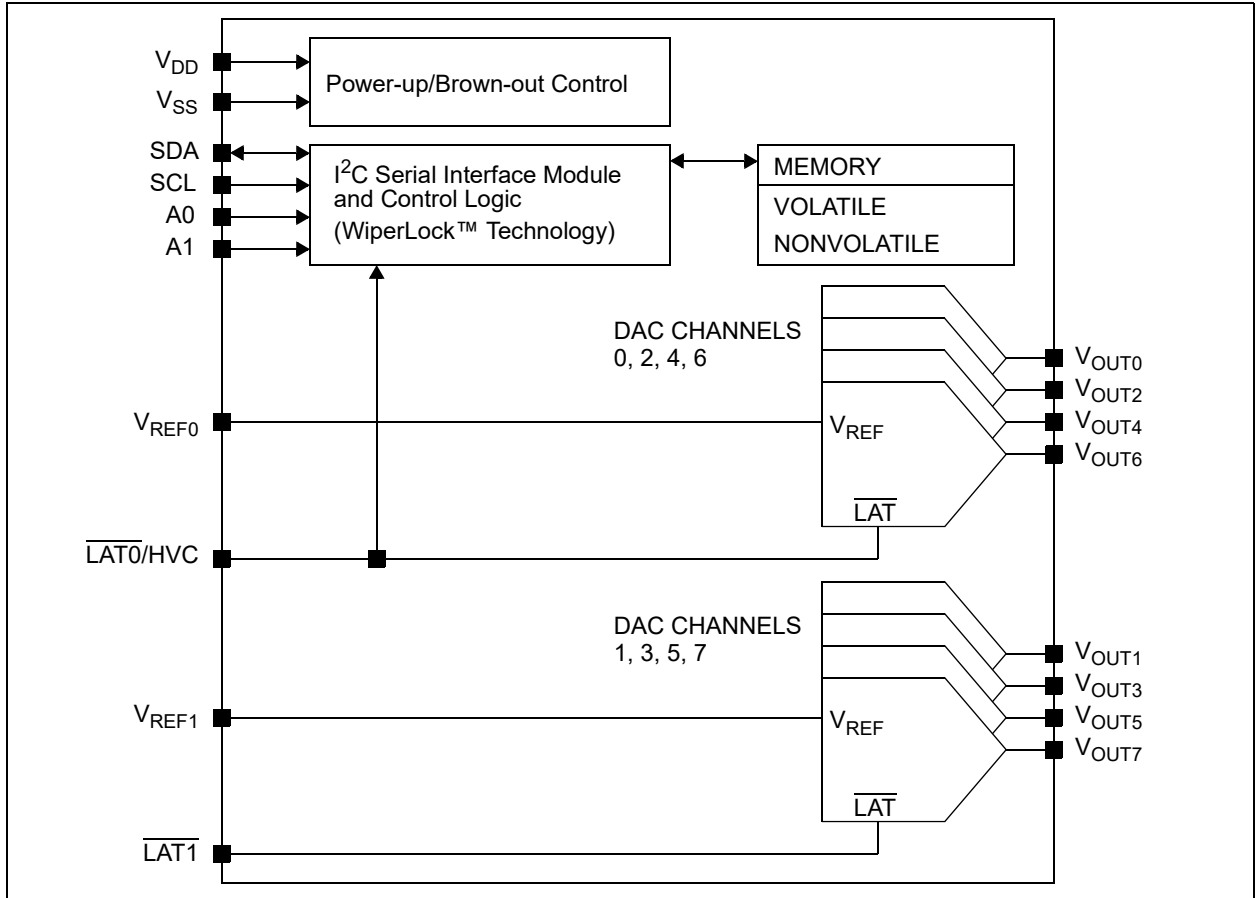 VDD
Power-up/Brown-out Control
VSS
SDA
SCL
A0
A1
I2C Serial Interface Module
and Control Logic
(WiperLock™ Technology)
MEMORY
VOLATILE
NONVOLATILE
DAC CHANNELS
0, 2, 4, 6
VOUT0
VOUT2
VOUT4
VOUT6
VREF0
VREF
LAT
LAT0/HVC
DAC CHANNELS
1, 3, 5, 7
VOUT1
VOUT3
VOUT5
VOUT7
VREF1
VREF
LAT
LAT1